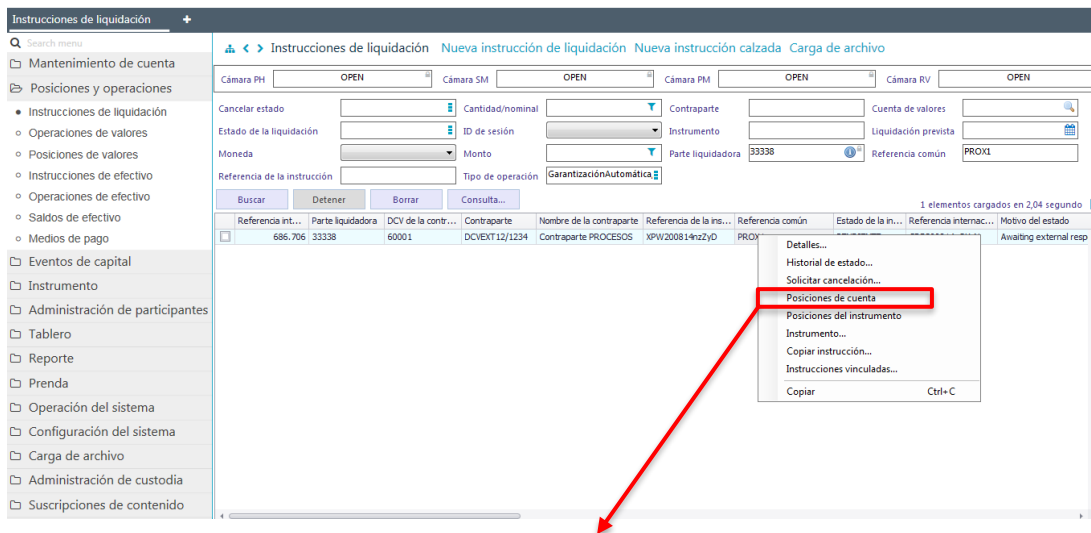 Instrucciones de liquidación +
Search menu
Mantenimiento de cuenta
Posiciones y operaciones
Instrucciones de liquidación
Operaciones de valores
Posiciones de valores
Instrucciones de efectivo
Operaciones de efectivo
Saldos de efectivo
Medios de pago
Eventos de capital
Instrumento
Administración de participantes
Tablero
Reporte
Prenda
Operación del sistema
Configuración del sistema
Carga de archivo
Administración de custodia
Suscripciones de contenido
Instrucciones de liquidación Nueva instrucción de liquidación Nueva instrucción calzada Carga de archivo
Cámara PH OPEN Cámara SM OPEN Cámara PM OPEN Cámara RV OPEN
Cancelar estado Cantidad/nominal Contraparte Cuenta de valores
Estado de la liquidación ID de sesión Instrumento Liquidación prevista
Moneda Monto Parte liquidadora 33338 Referencia común PROX1
Referencia de la instrucción Tipo de operación GarantizaciónAutomática
Buscar Detener Borrar Consulta... 1 elementos cargados en 2,04 segundo
Referencia int... Parte liquidadora DCV de la contr... Contraparte Nombre de la contraparte Referencia de la ins... Referencia común Estado de la in... Referencia internac... Motivo del estado
686.706 33338 60001 DCVEXT12/1234 Contraparte PROCESOS XPW200814nzZyD Awaiting external resp
Detalles...
Historial de estado...
Solicitar cancelación...
Posiciones de cuenta
Posiciones del instrumento
Instrumento...
Copiar instrucción...
Instrucciones vinculadas...
Copiar Ctrl+C